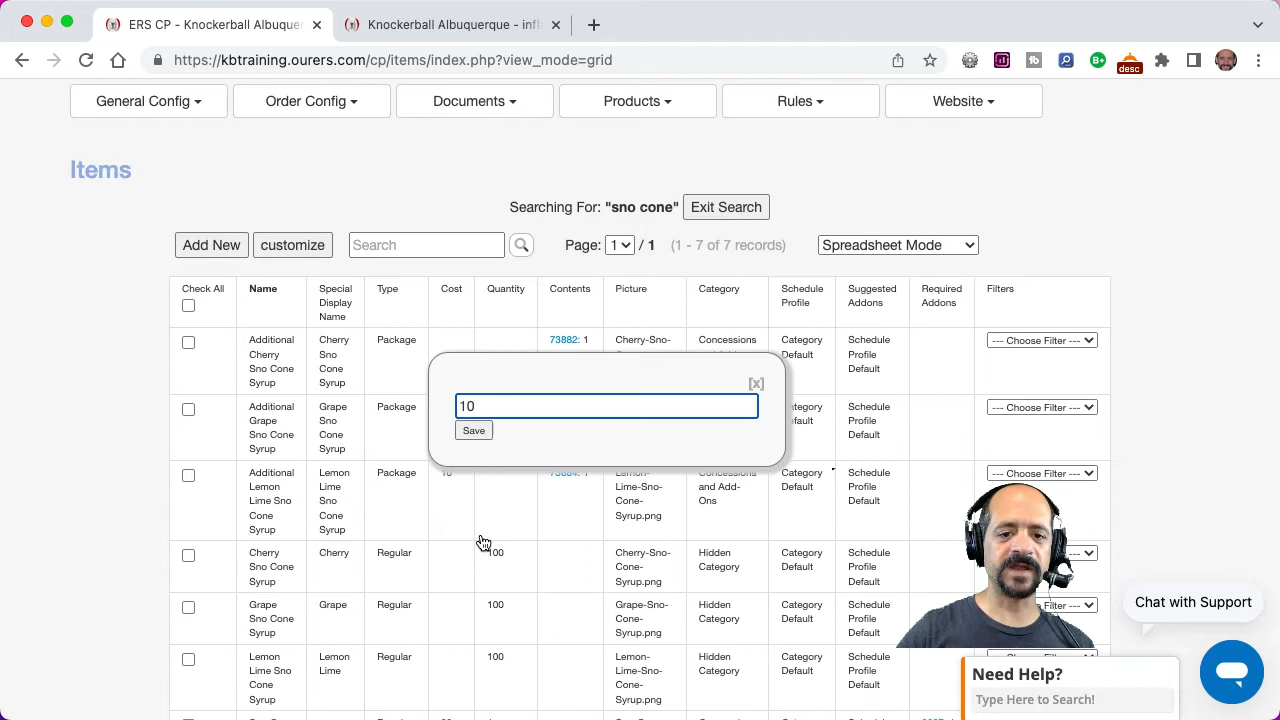 ERS CP - Knockerball Albuquer
Knockerball Albuquerque - infl
https://kbtraining.ourers.com/cp/items/index.php?view_mode=grid
desc
General Config
Order Config
Documents
Products
Rules
Website
Items
Searching For: "sno cone"
Exit Search
Add New
customize
Search
Page:
1
/ 1
(1 - 7 of 7 records)
Spreadsheet Mode
Check All
Name
Special
Display
Name
Type
Cost
Quantity
Contents
Picture
Category
Schedule
Profile
Suggested
Addons
Required
Addons
Filters
Additional
Cherry
Sno Cone
Syrup
Cherry
Sno
Cone
Syrup
Package
73882: 1
Cherry-Sno-
Concessions
Category
Default
Schedule
Profile
Default
--- Choose Filter ---
Additional
Grape
Sno Cone
Syrup
Grape
Sno
Cone
Syrup
Package
Schedule
Profile
Default
--- Choose Filter ---
[x]
10
Save
Additional
Lemon
Lime Sno
Cone
Syrup
Lemon
Lime
Sno
Cone
Syrup
Package
Lemon-
Lime-Sno-
Cone-
Syrup.png
Concessions
and Add-
Ons
Category
Default
Schedule
Profile
Default
--- Choose Filter ---
Cherry
Sno Cone
Syrup
Cherry
Regular
100
Cherry-Sno-
Cone-
Syrup.png
Hidden
Category
Category
Default
Schedule
Profile
Default
Grape
Sno Cone
Syrup
Grape
Regular
100
Grape-Sno-
Cone-
Syrup.png
Hidden
Category
Category
Default
Schedule
Profile
Default
Filter ---
Lemon
Lime Sno
Cone
Syrup
Lemon
Lime
Regular
100
Lemon-
Lime-Sno-
Cone-
Syrup.png
Hidden
Category
Category
Default
Schedule
Profile
Default
Chat with Support
Need Help?
Type Here to Search!